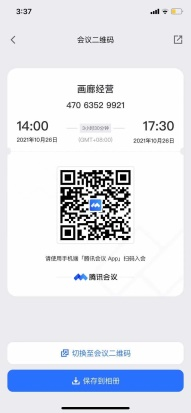 3:37
会议二维码
画廊经营
470 6352 9921
14:00 3小时30分钟 17:30
2021年10月26日 (GMT+08:00) 2021年10月26日
请使用手机端「腾讯会议 App」扫码入会
腾讯会议
切换至会议二维码
保存到相册